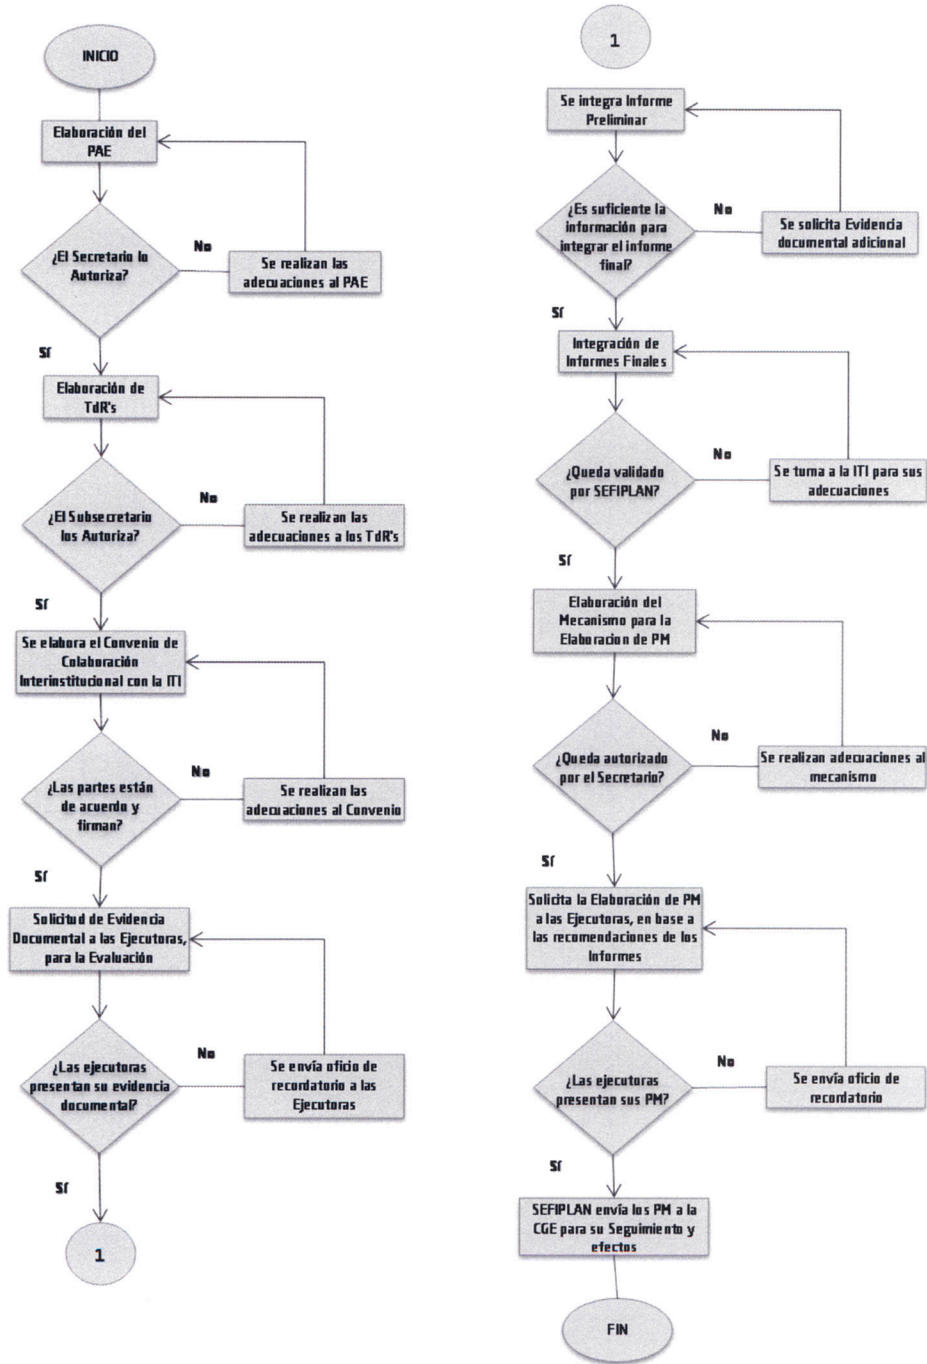 INICIO
Elaboración del
PAE
¿El Secretario lo
Autoriza?
No
Se realizan las
adecuaciones al PAE
Sí
Elaboración de
TdR's
¿El Subsecretario
los Autoriza?
No
Se realizan las
adecuaciones a los TdR's
Sí
Se elabora el Convenio de
Colaboración
Interinstitucional con la ITI
¿Las partes están
de acuerdo y
firman?
No
Se realizan las
adecuaciones al Convenio
Sí
Solicitud de Evidencia
Documental a las Ejecutoras,
para la Evaluación
¿Las ejecutoras
presentan su evidencia
documental?
No
Se envía oficio de
recordatorio a las
Ejecutoras
Sí
1
1
Se integra Informe
Preliminar
¿Es suficiente la
información para
integrar el informe
final?
No
Se solicita Evidencia
documental adicional
Sí
Integración de
Informes Finales
¿Queda validado
por SEFIPLAN?
No
Se turna a la ITI para sus
adecuaciones
Sí
Elaboración del
Mecanismo para la
Elaboracion de PM
¿Queda autorizado
por el Secretario?
No
Se realizan adecuaciones al
mecanismo
Sí
Solicita la Elaboración de PM
a las Ejecutoras, en base a
las recomendaciones de los
Informes
¿Las ejecutoras
presentan sus PM?
No
Se envía oficio de
recordatorio
Sí
SEFIPLAN envía los PM a la
CGE para su Seguimiento y
efectos
FIN